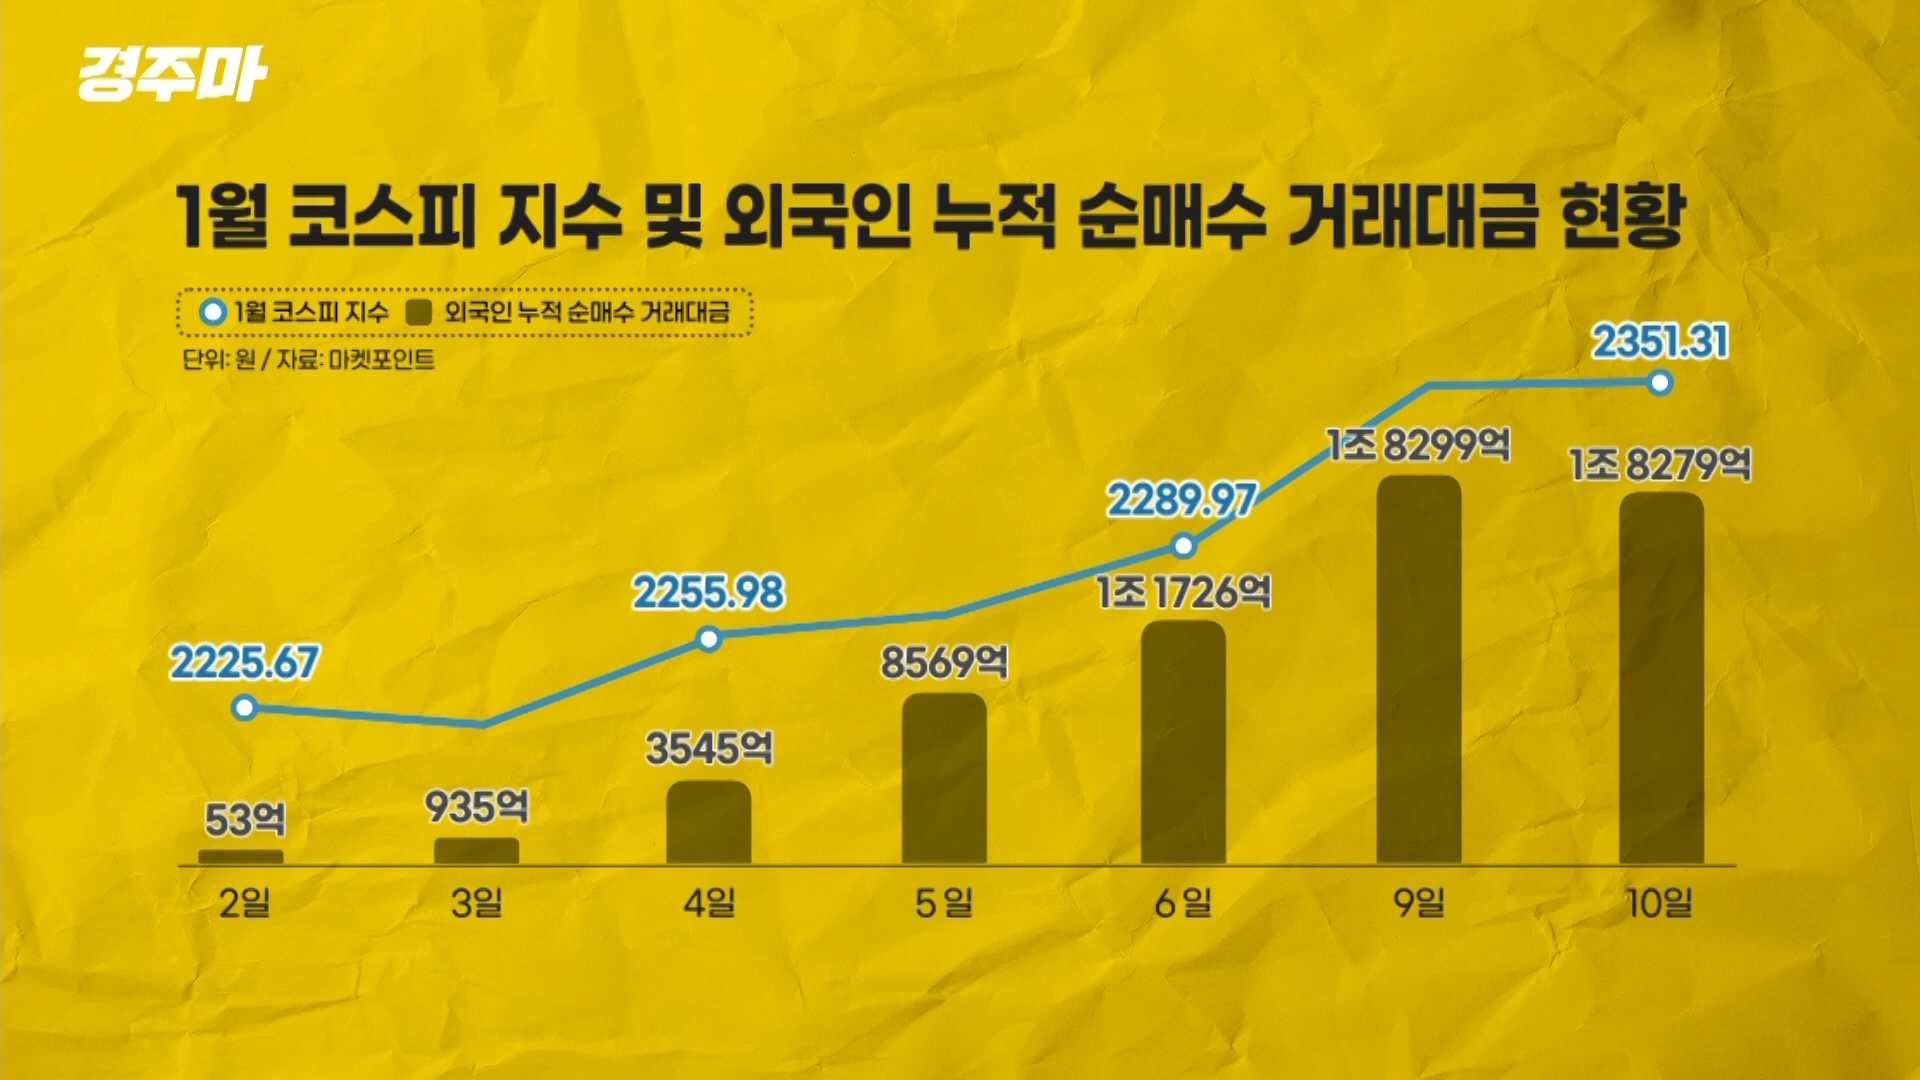 경주마
1월 코스피 지수 및 외국인 누적 순매수 거래대금 현황
1월 코스피 지수 외국인 누적 순매수 거래대금
단위: 원 / 자료: 마켓포인트
2351.31
1조 8299억
1조 8279억
2289.97
1조 1726억
2255.98
8569억
2225.67
3545억
935억
53억
2일 3일 4일 5일 6일 9일 10일